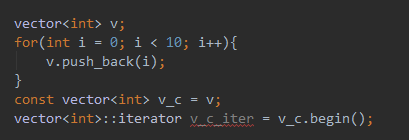 vector<int> v;
for(int i = 0; i < 10; i++){
    v.push_back(i);
}
const vector<int> v_c = v;
vector<int>::iterator v_c_iter = v_c.begin();